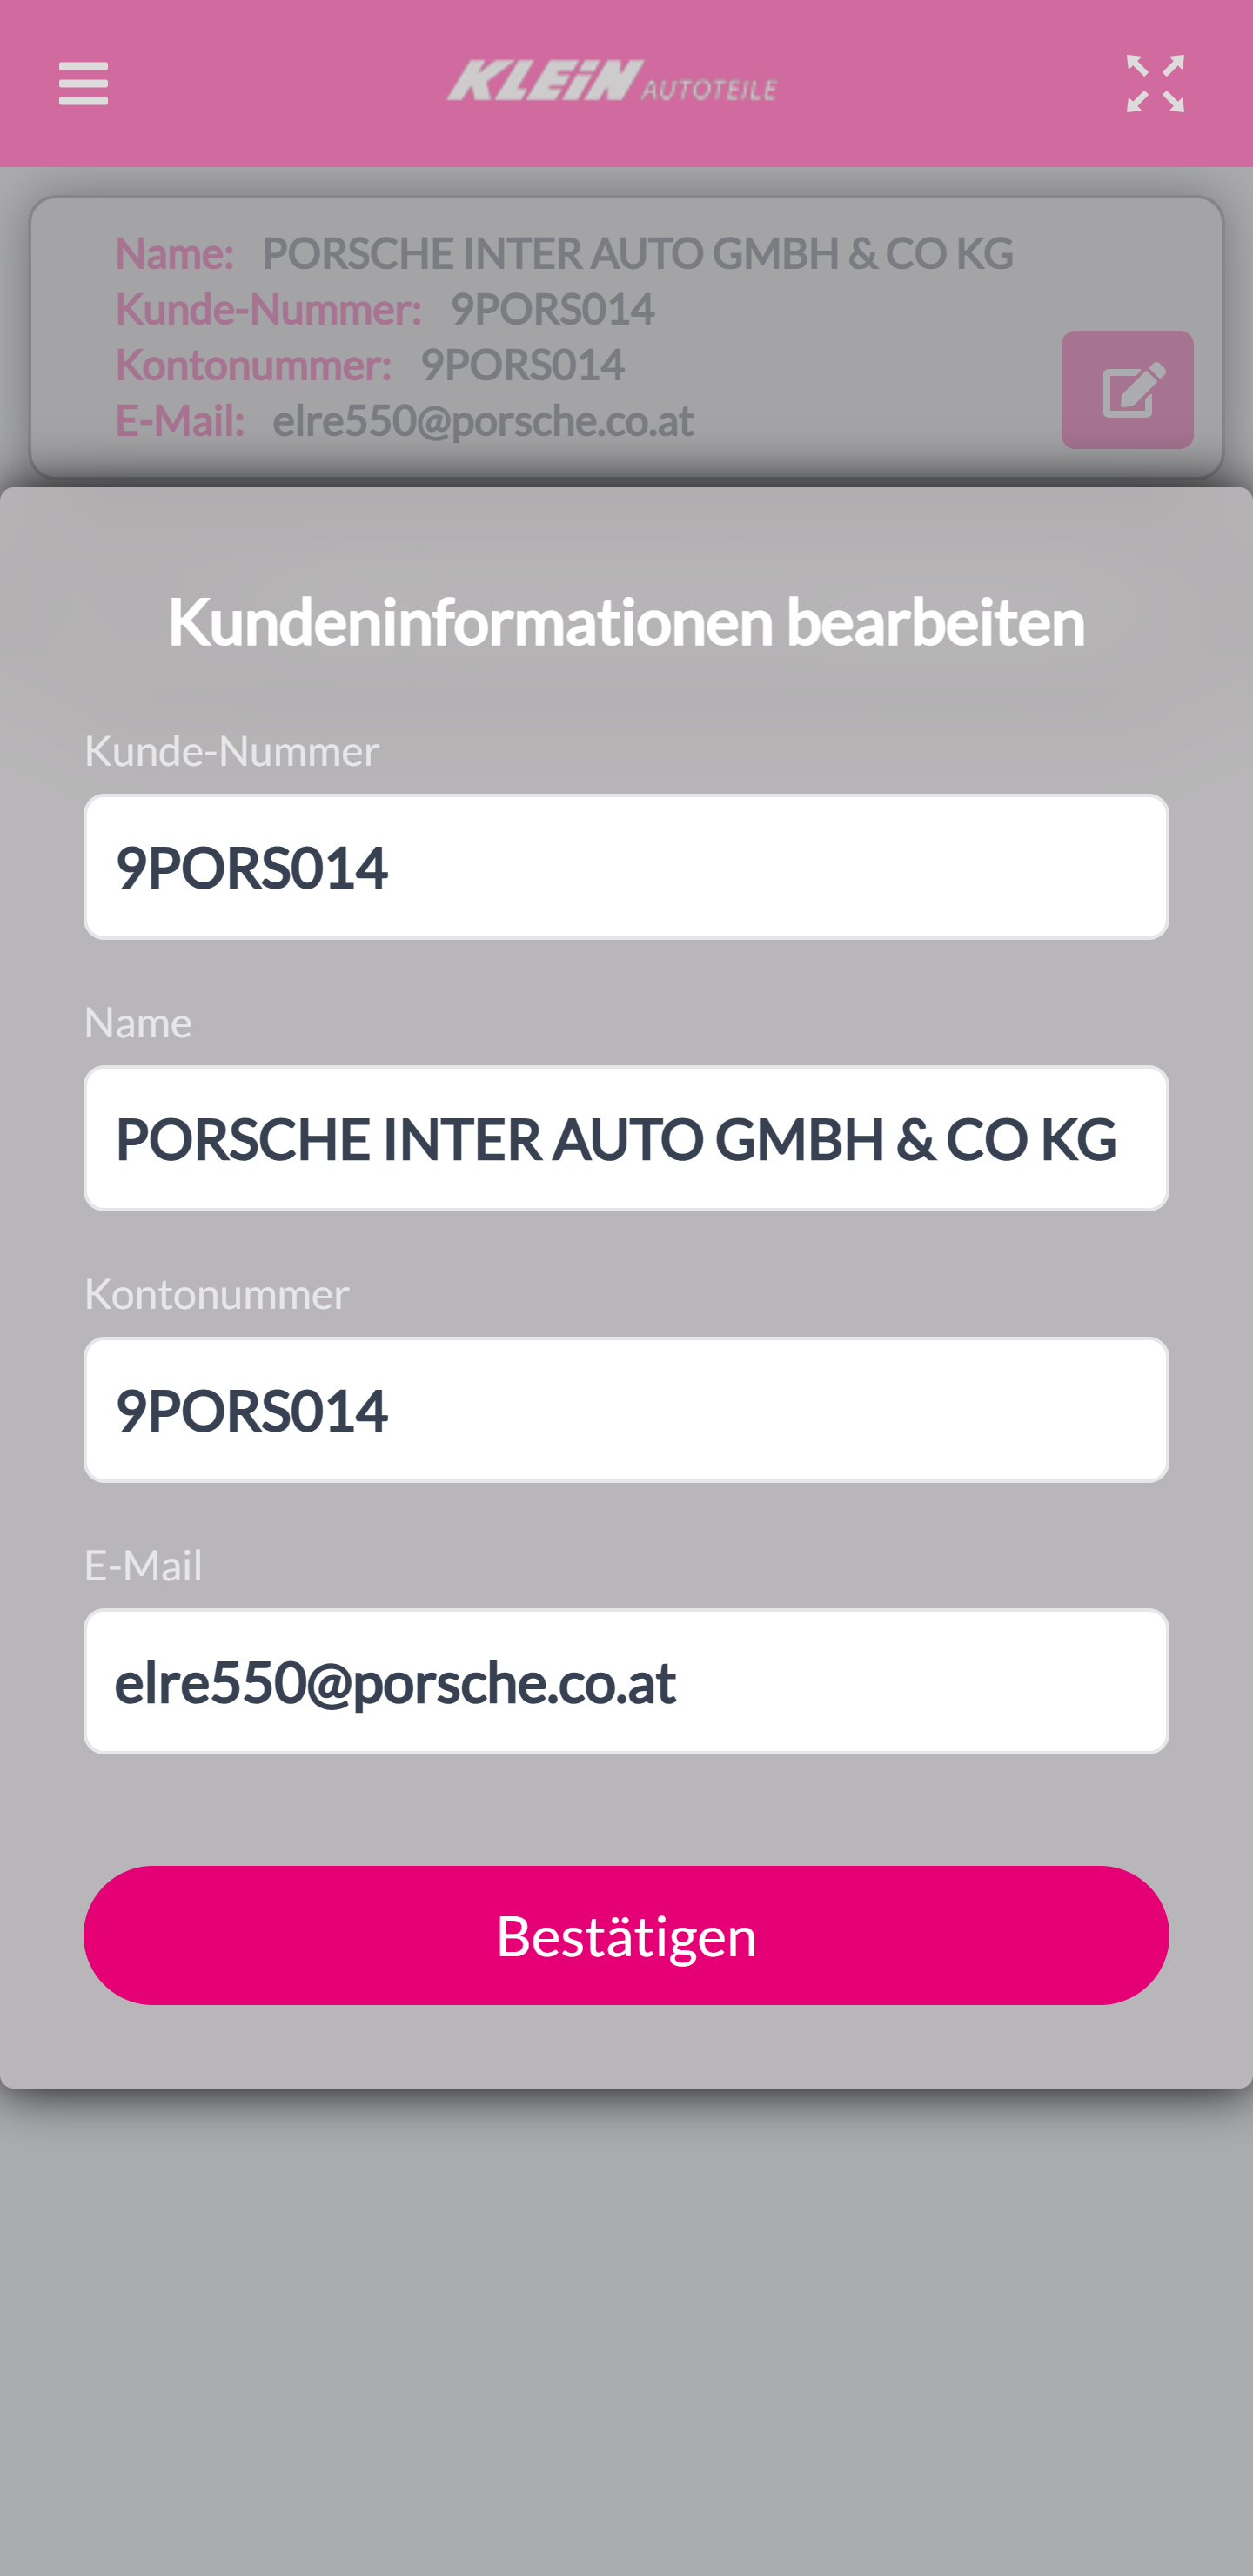 KLEIN AUTOTEILE
Name: PORSCHE INTER AUTO GMBH & CO KG
Kunde-Nummer: 9PORS014
Kontonummer: 9PORS014
E-Mail: elre550@porsche.co.at
Kundeninformationen bearbeiten
Kunde-Nummer
9PORS014
Name
PORSCHE INTER AUTO GMBH & CO KG
Kontonummer
9PORS014
E-Mail
elre550@porsche.co.at
Bestätigen